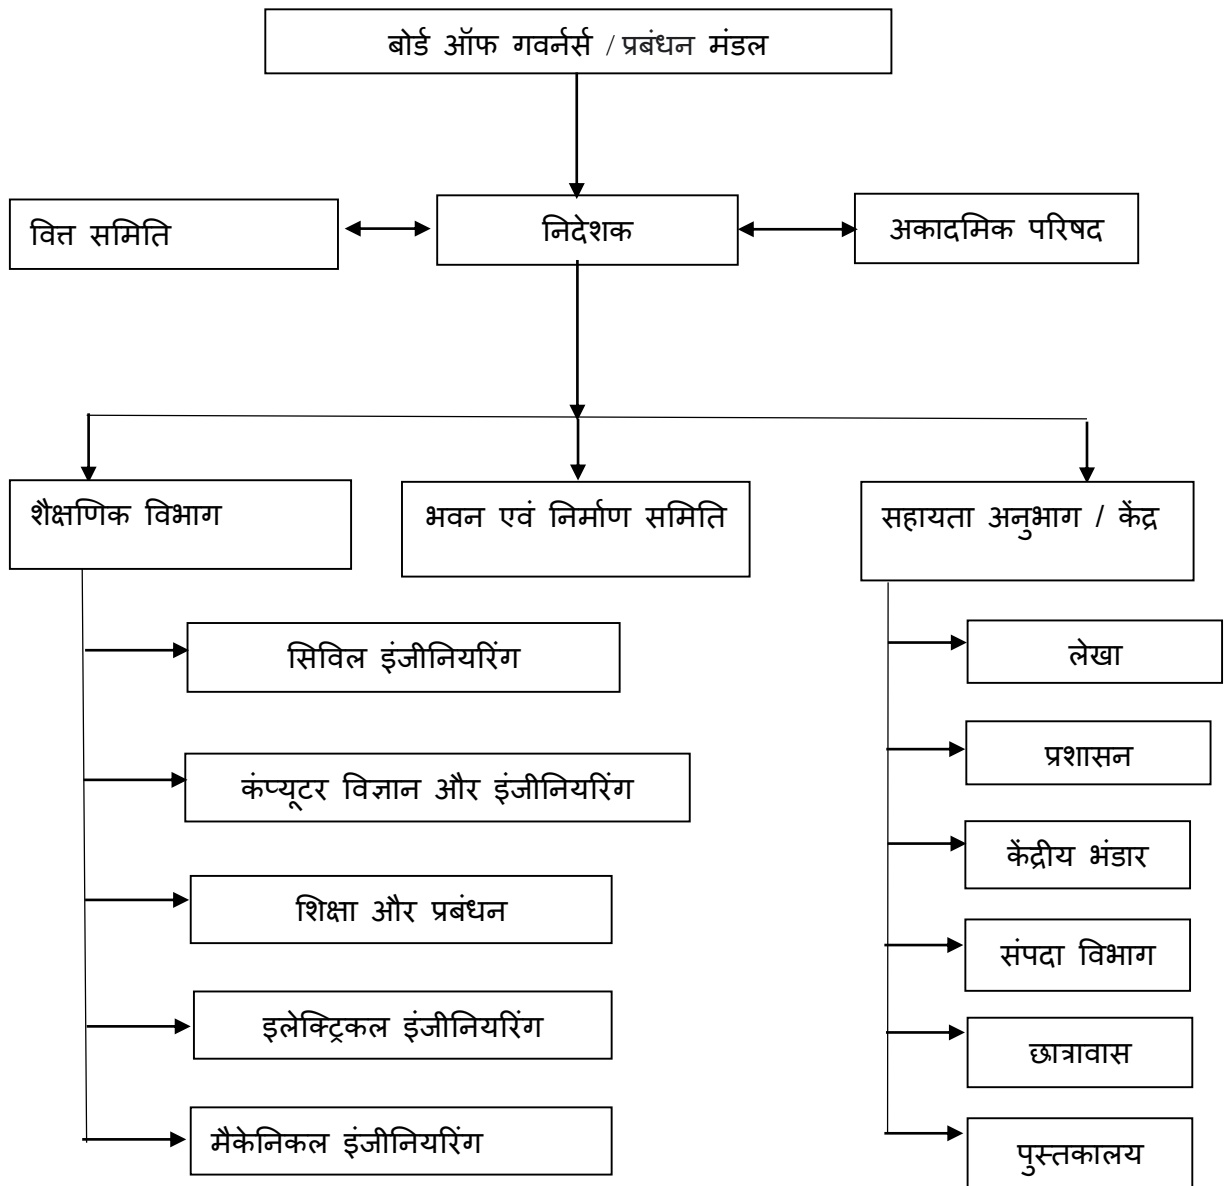 बोर्ड ऑफ गवर्नर्स / प्रबंधन मंडल
वित्त समिति
निदेशक
अकादमिक परिषद
शैक्षणिक विभाग
भवन एवं निर्माण समिति
सहायता अनुभाग / केंद्र
सिविल इंजीनियरिंग
कंप्यूटर विज्ञान और इंजीनियरिंग
शिक्षा और प्रबंधन
इलेक्ट्रिकल इंजीनियरिंग
मैकेनिकल इंजीनियरिंग
लेखा
प्रशासन
केंद्रीय भंडार
संपदा विभाग
छात्रावास
पुस्तकालय